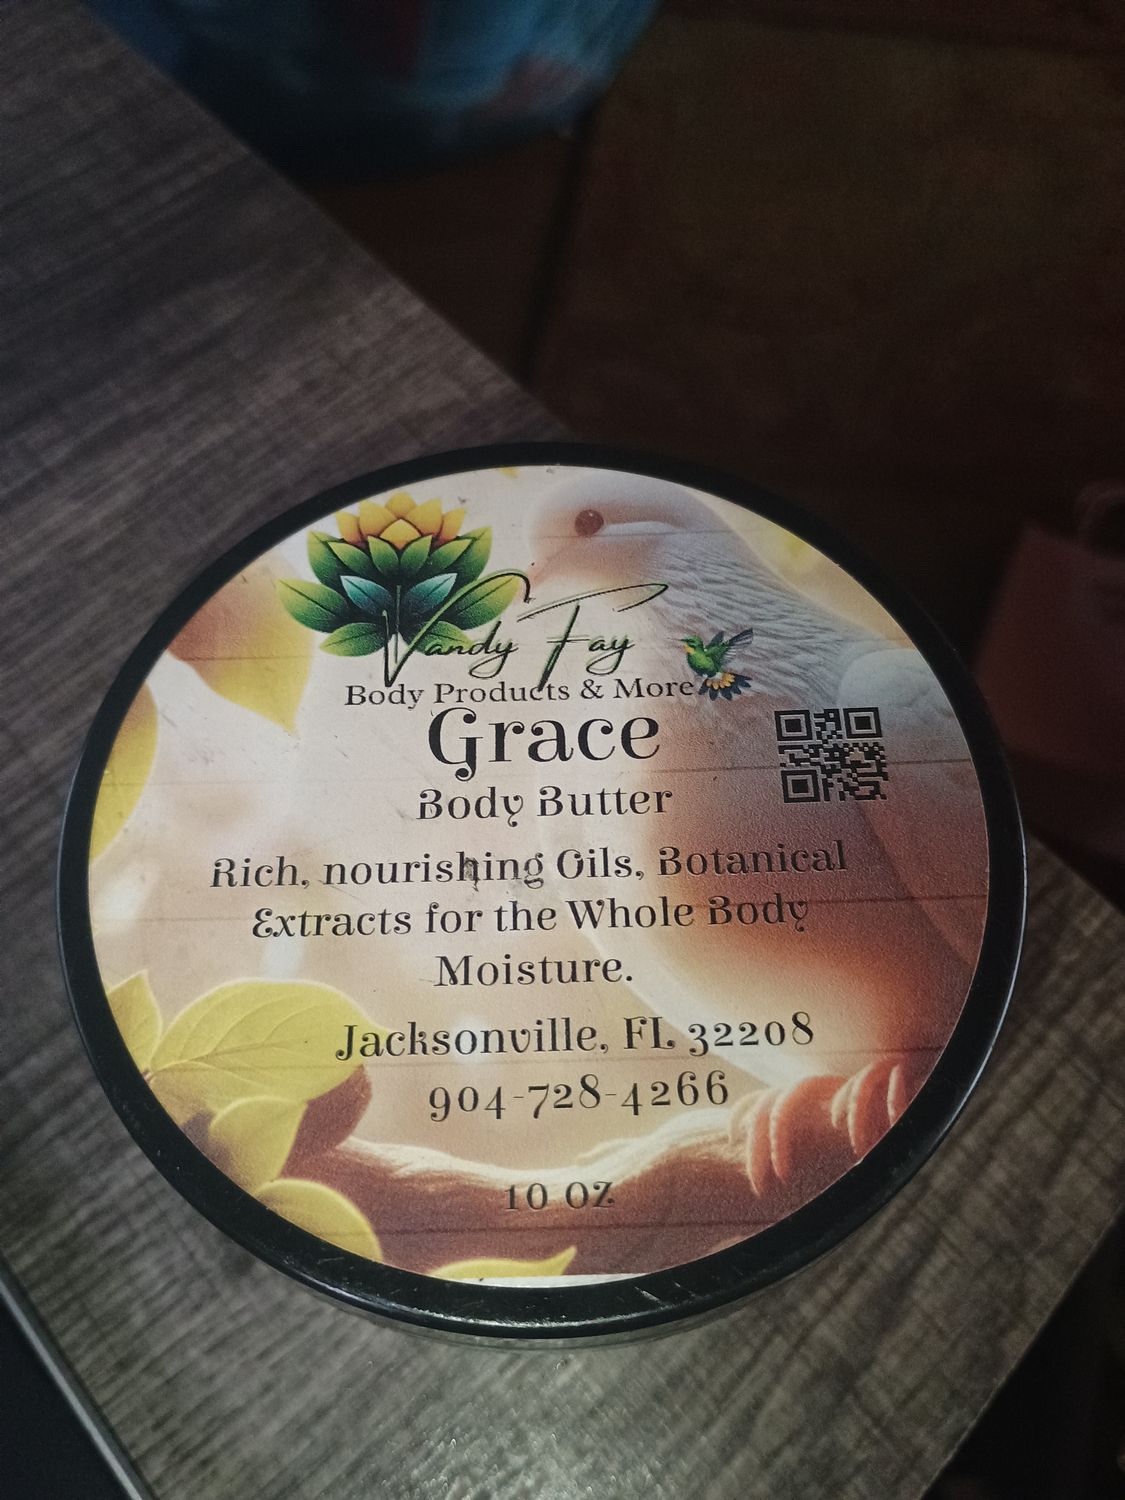 Vandy Fay
Body Products & More
Grace
Body Butter
Rich, nourishing Oils, Botanical
Extracts for the Whole Body
Moisture.
Jacksonville, FL 32208
904-728-4266
10 OZ